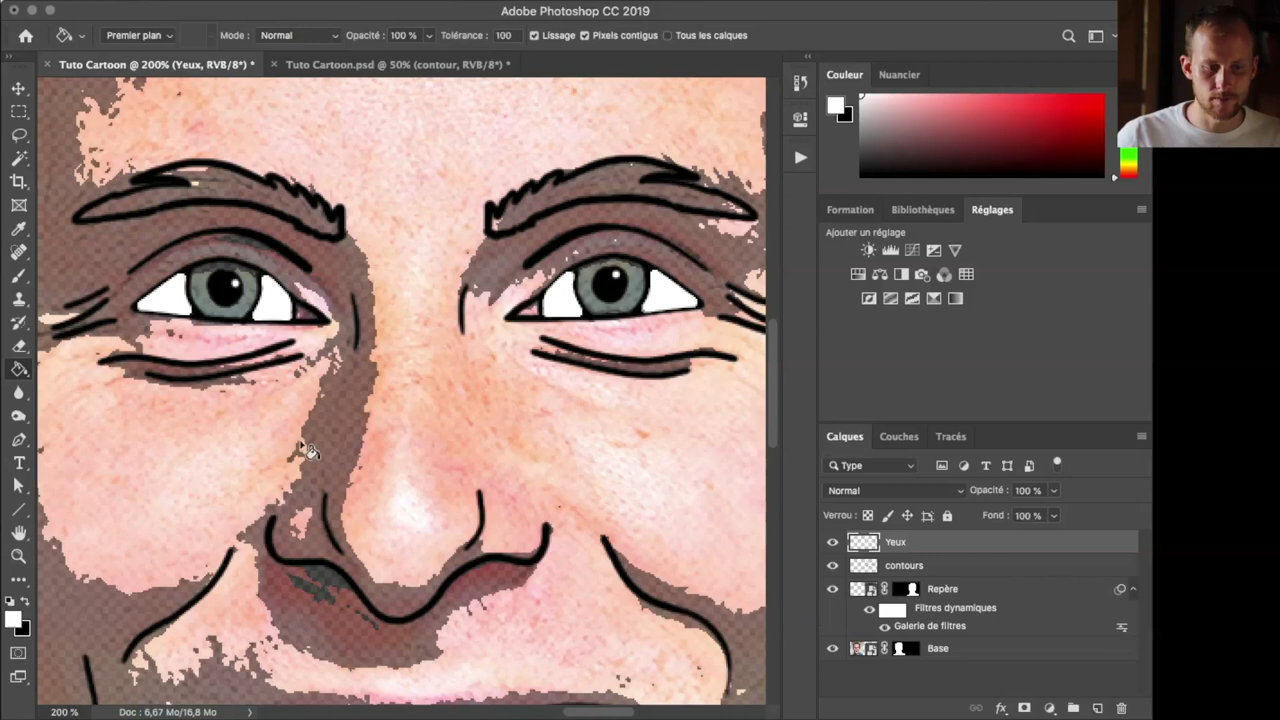 Adobe Photoshop CC 2019
Premier plan
Mode : Normal
Opacité : 100 %
Tolérance : 100
Lissage
Pixels contigus
Tous les calques
Tuto Cartoon @ 200% (Yeux, RVB/8*) *
Tuto Cartoon.psd @ 50% (contour, RVB/8*) *
Couleur
Nuancier
Formation
Bibliothèques
Réglages
Ajouter un réglage
Calques
Couches
Tracés
Type
Normal
Opacité : 100 %
Verrou :
Fond : 100 %
Yeux
contours
Repère
Filtres dynamiques
Galerie de filtres
Base
200 %
Doc : 6,67 Mo/16,8 Mo